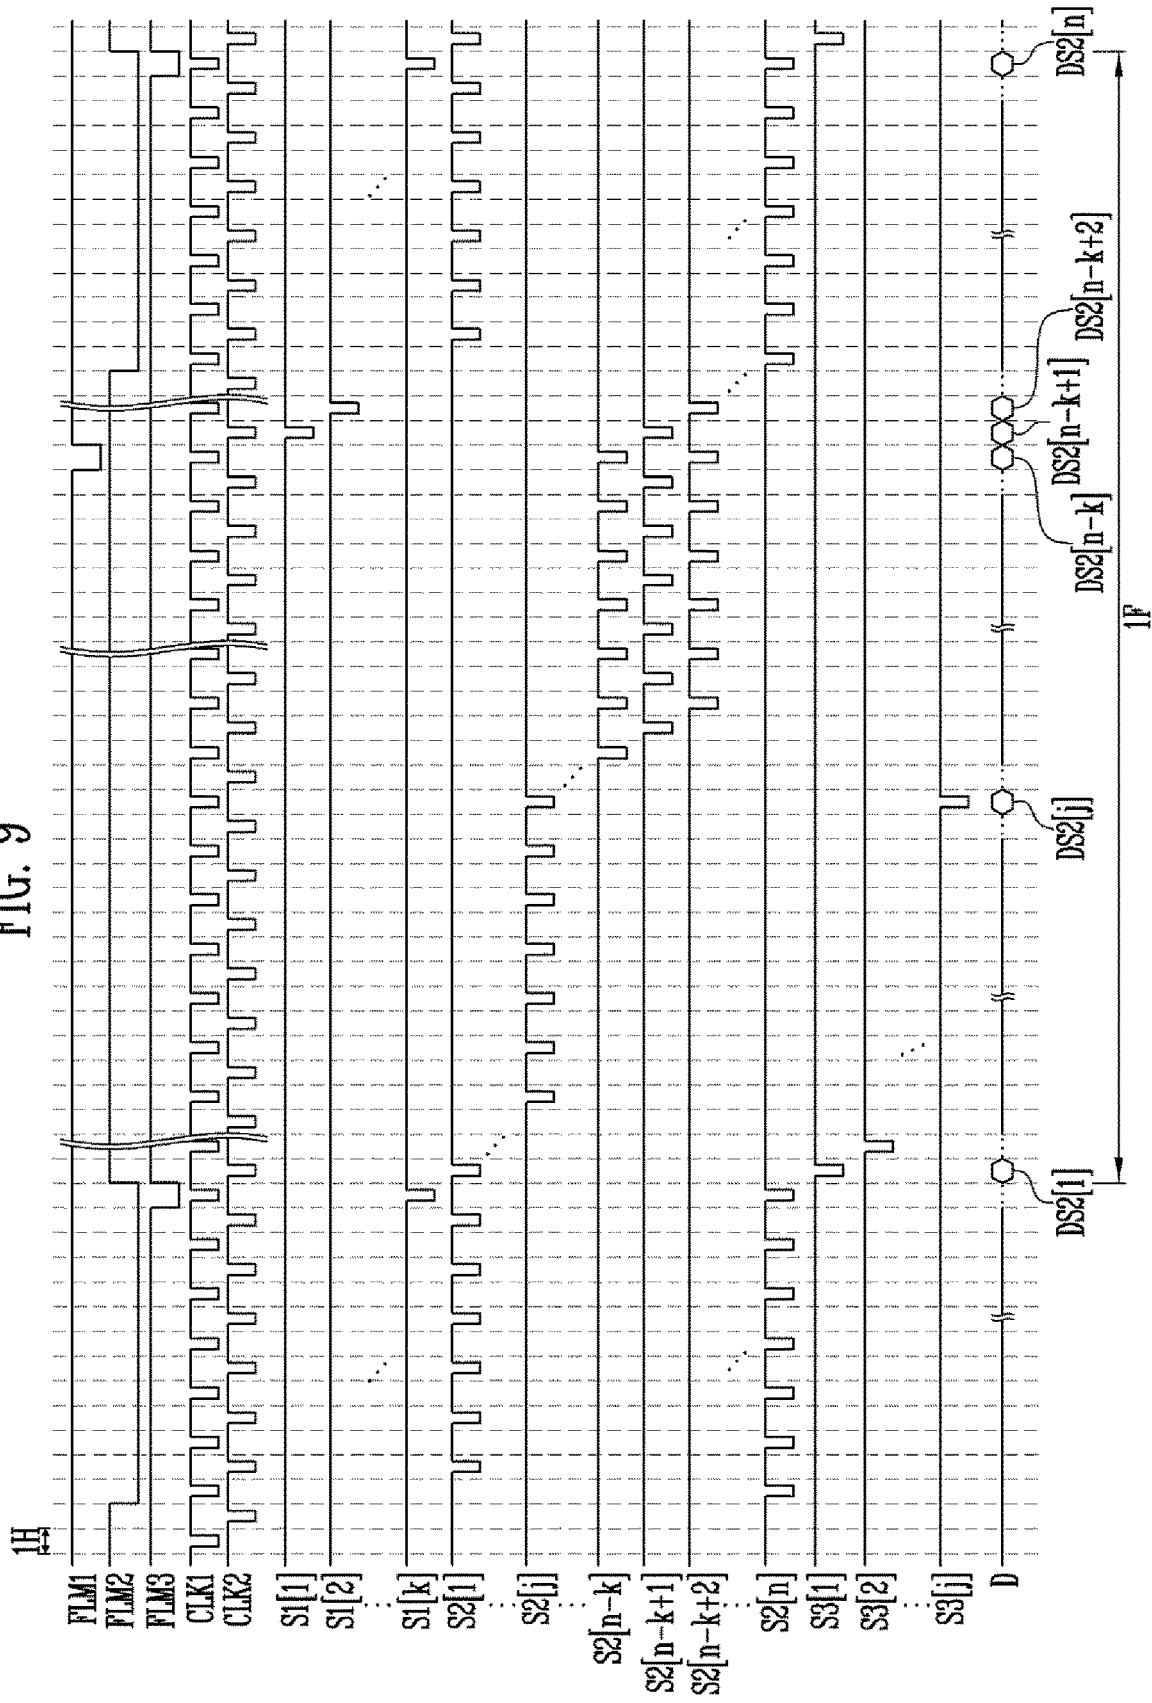 FIG. 9
1H
FLM1
FLM2
FLM3
CLK1
CLK2
S1[1]
S1[2]
S1[k]
S2[1]
S2[j]
S2[n-k]
S2[n-k+1]
S2[n-k+2]
S2[n]
S3[1]
S3[2]
S3[j]
D
DS2[1]
DS2[j]
DS2[n-k]
DS2[n-k+1]
DS2[n-k+2]
DS2[n]
1F